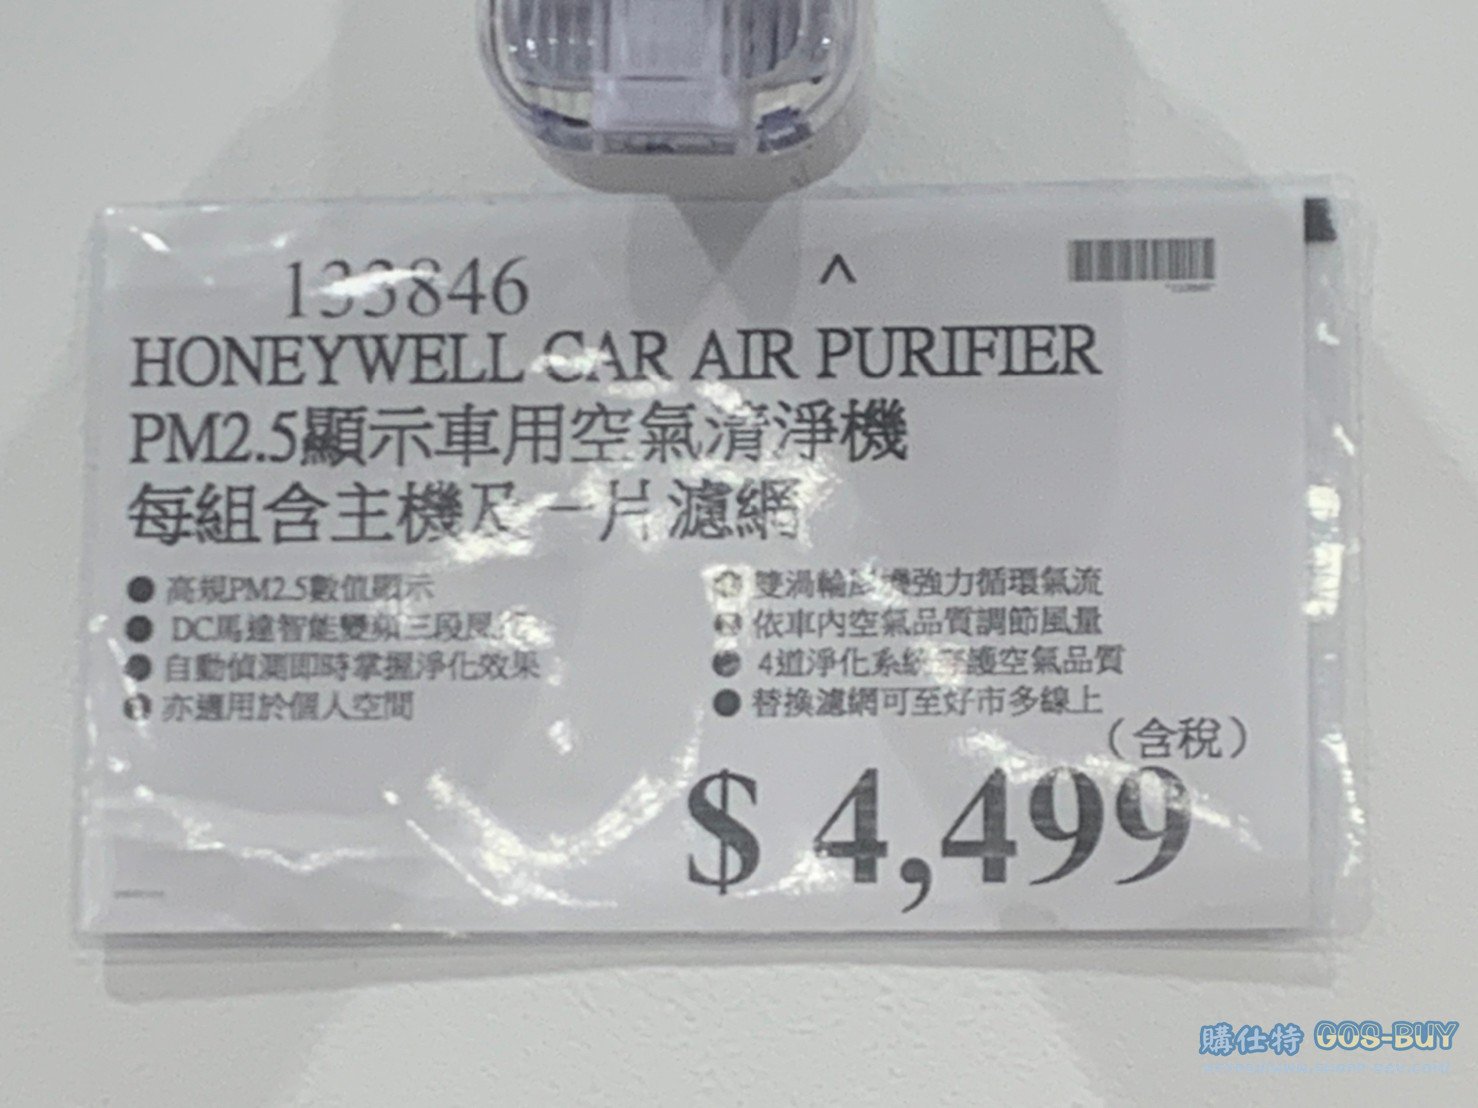 133846
^
HONEYWELL CAR AIR PURIFIER
PM2.5顯示車用空氣清淨機
每組含主機及一片濾網
● 高規PM2.5數值顯示
● DC馬達智能變頻三段風
● 自動偵測即時掌握淨化效果
● 亦適用於個人空間
● 雙渦輪 機強力循環氣流
● 依車內空氣品質調節風量
● 4道淨化系統 護空氣品質
● 替換濾網可至好市多線上
(含稅)
$ 4,499
購仕特 GOS-BUY